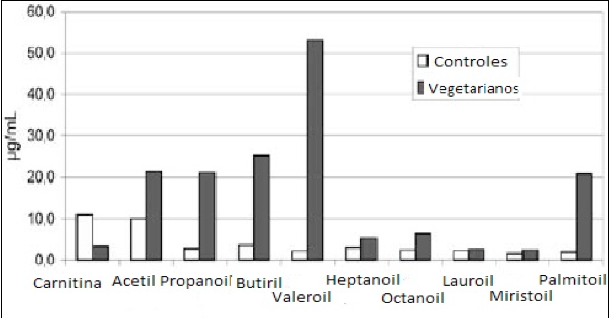 60,0
50,0
40,0
30,0
20,0
10,0
0,0
µg/mL
Controles
Vegetarianos
Carnitina
Acetil
Propanoil
Butiril
Valeroil
Heptanoil
Octanoil
Lauroil
Miristoil
Palmitoil